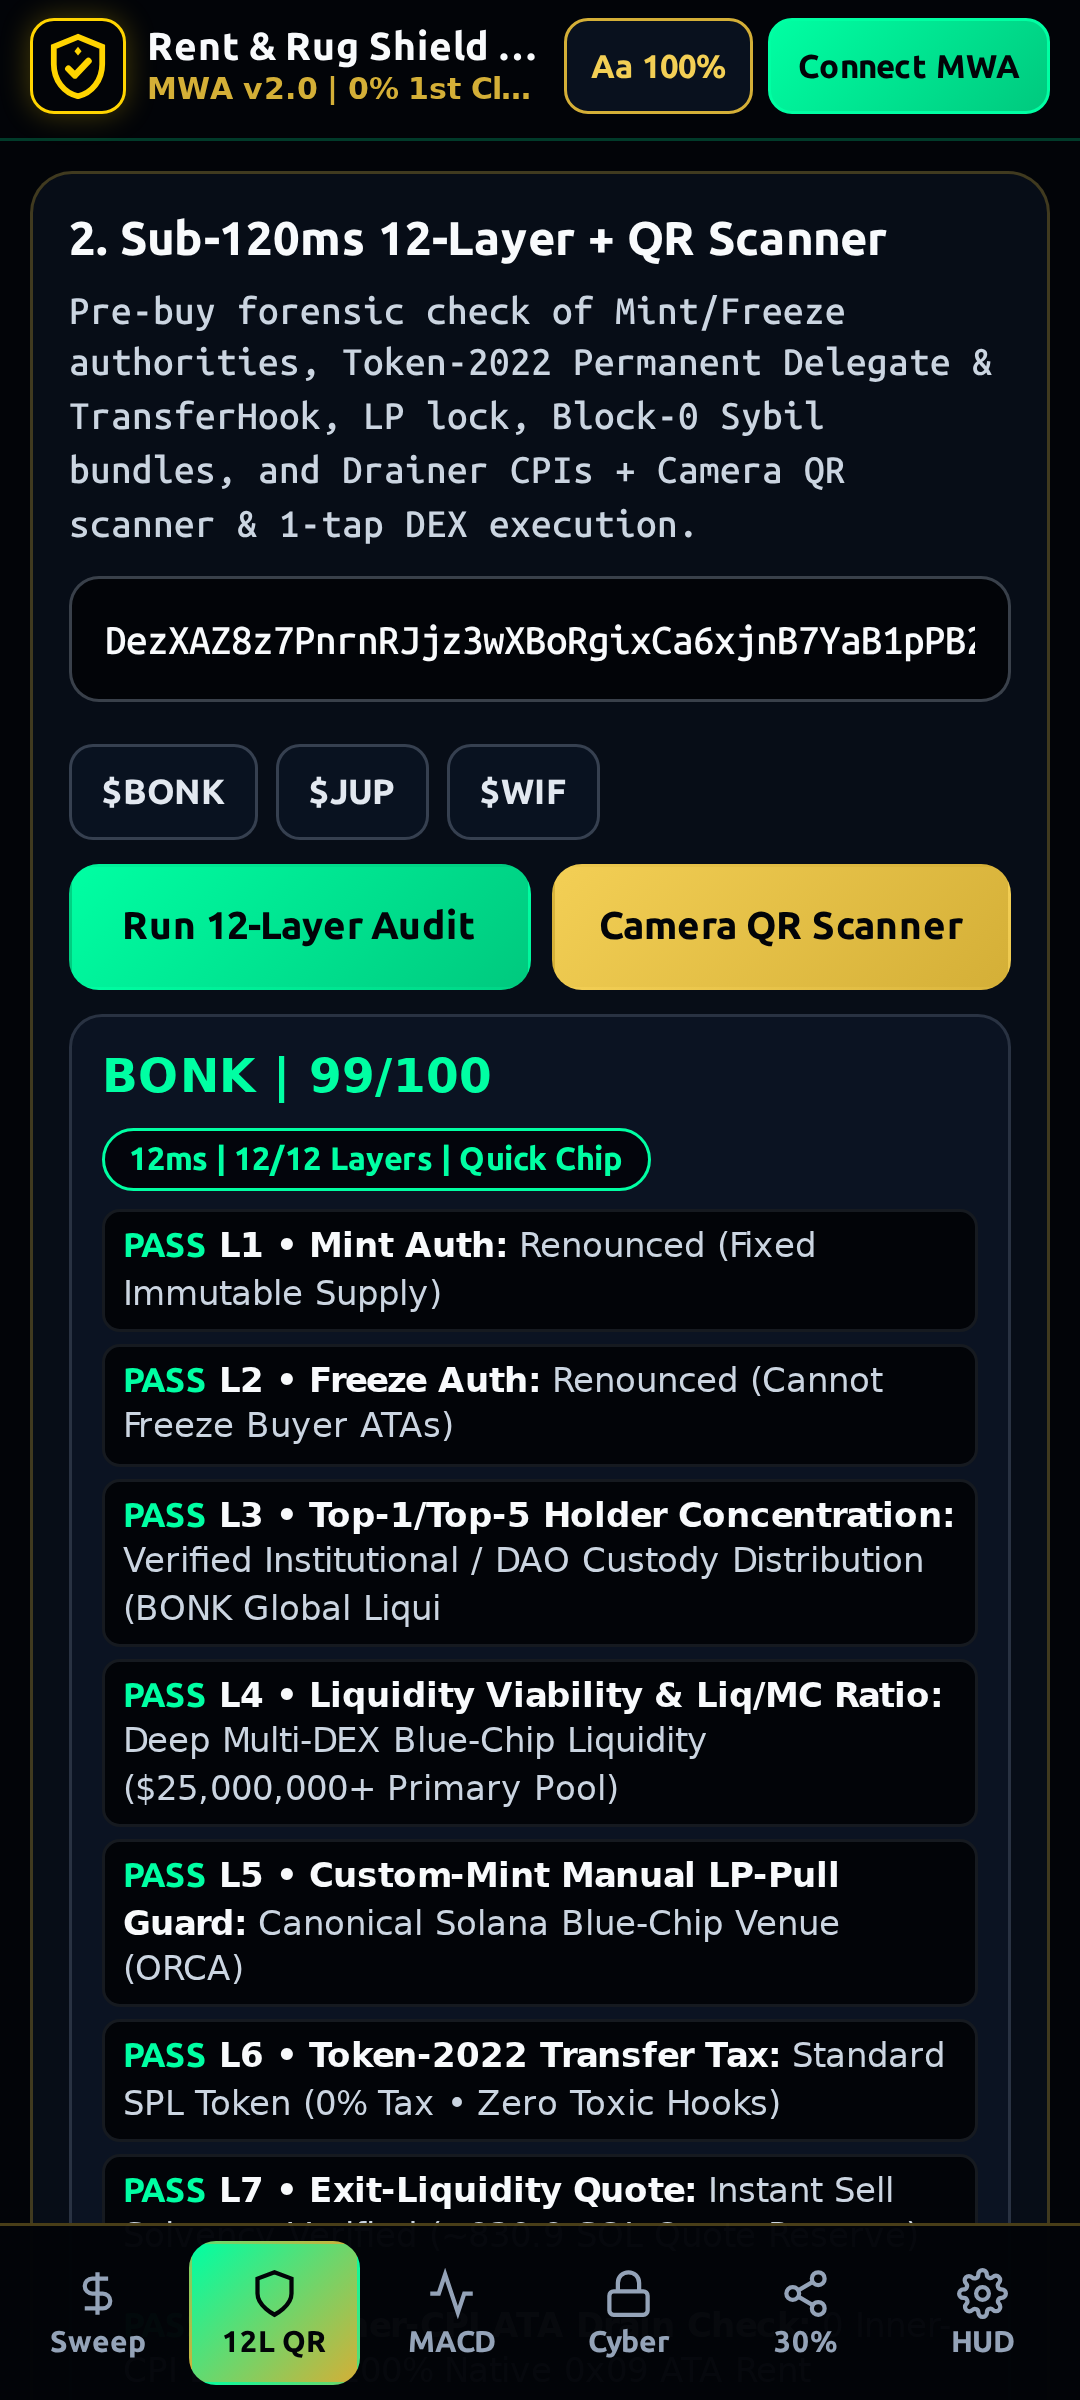 Rent & Rug Shield ...
MWA v2.0 | 0% 1st Cl...
Aa 100%
Connect MWA
2. Sub-120ms 12-Layer + QR Scanner
Pre-buy forensic check of Mint/Freeze
authorities, Token-2022 Permanent Delegate &
TransferHook, LP lock, Block-0 Sybil
bundles, and Drainer CPIs + Camera QR
scanner & 1-tap DEX execution.
DezXAZ8z7PnrnRJjz3wXBoRgixCa6xjnB7YaB1pPB2
$BONK
$JUP
$WIF
Run 12-Layer Audit
Camera QR Scanner
BONK | 99/100
12ms | 12/12 Layers | Quick Chip
PASS L1 • Mint Auth: Renounced (Fixed
Immutable Supply)
PASS L2 • Freeze Auth: Renounced (Cannot
Freeze Buyer ATAs)
PASS L3 • Top-1/Top-5 Holder Concentration:
Verified Institutional / DAO Custody Distribution
(BONK Global Liqui
PASS L4 • Liquidity Viability & Liq/MC Ratio:
Deep Multi-DEX Blue-Chip Liquidity
($25,000,000+ Primary Pool)
PASS L5 • Custom-Mint Manual LP-Pull
Guard: Canonical Solana Blue-Chip Venue
(ORCA)
PASS L6 • Token-2022 Transfer Tax: Standard
SPL Token (0% Tax • Zero Toxic Hooks)
PASS L7 • Exit-Liquidity Quote: Instant Sell
Solvency Verified (~830.9 SOL Quote Reserve)
Sweep
12L QR
MACD
Cyber
30%
HUD